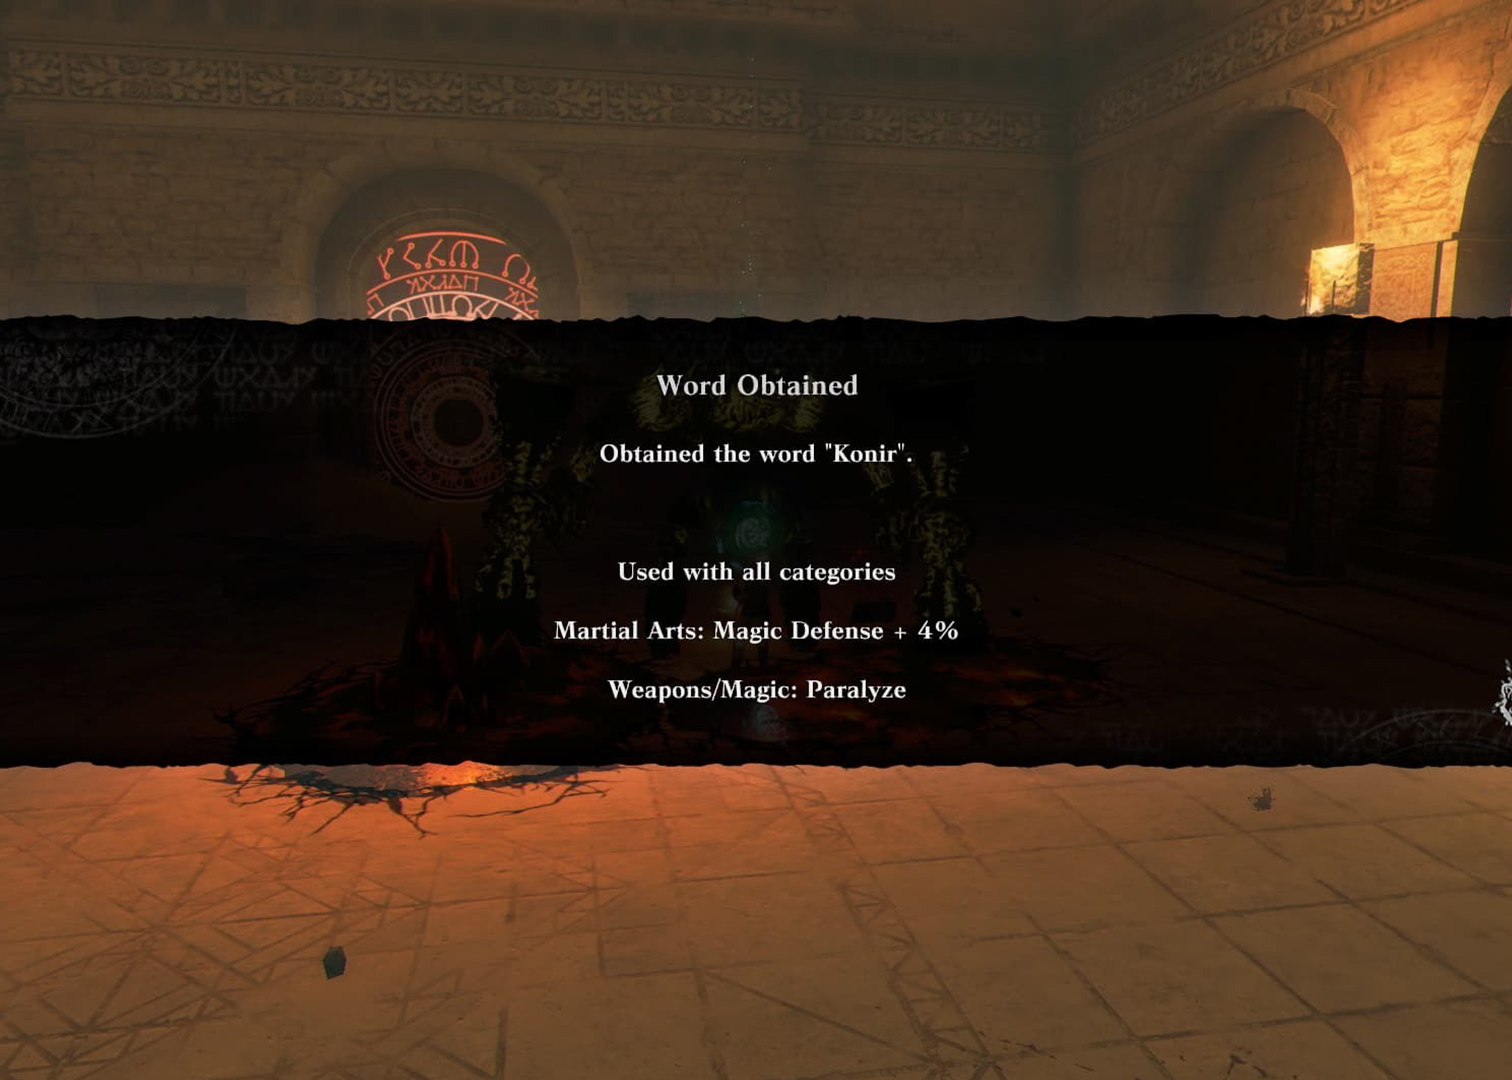 Word Obtained
Obtained the word "Konir".
Used with all categories
Martial Arts: Magic Defense + 4%
Weapons/Magic: Paralyze